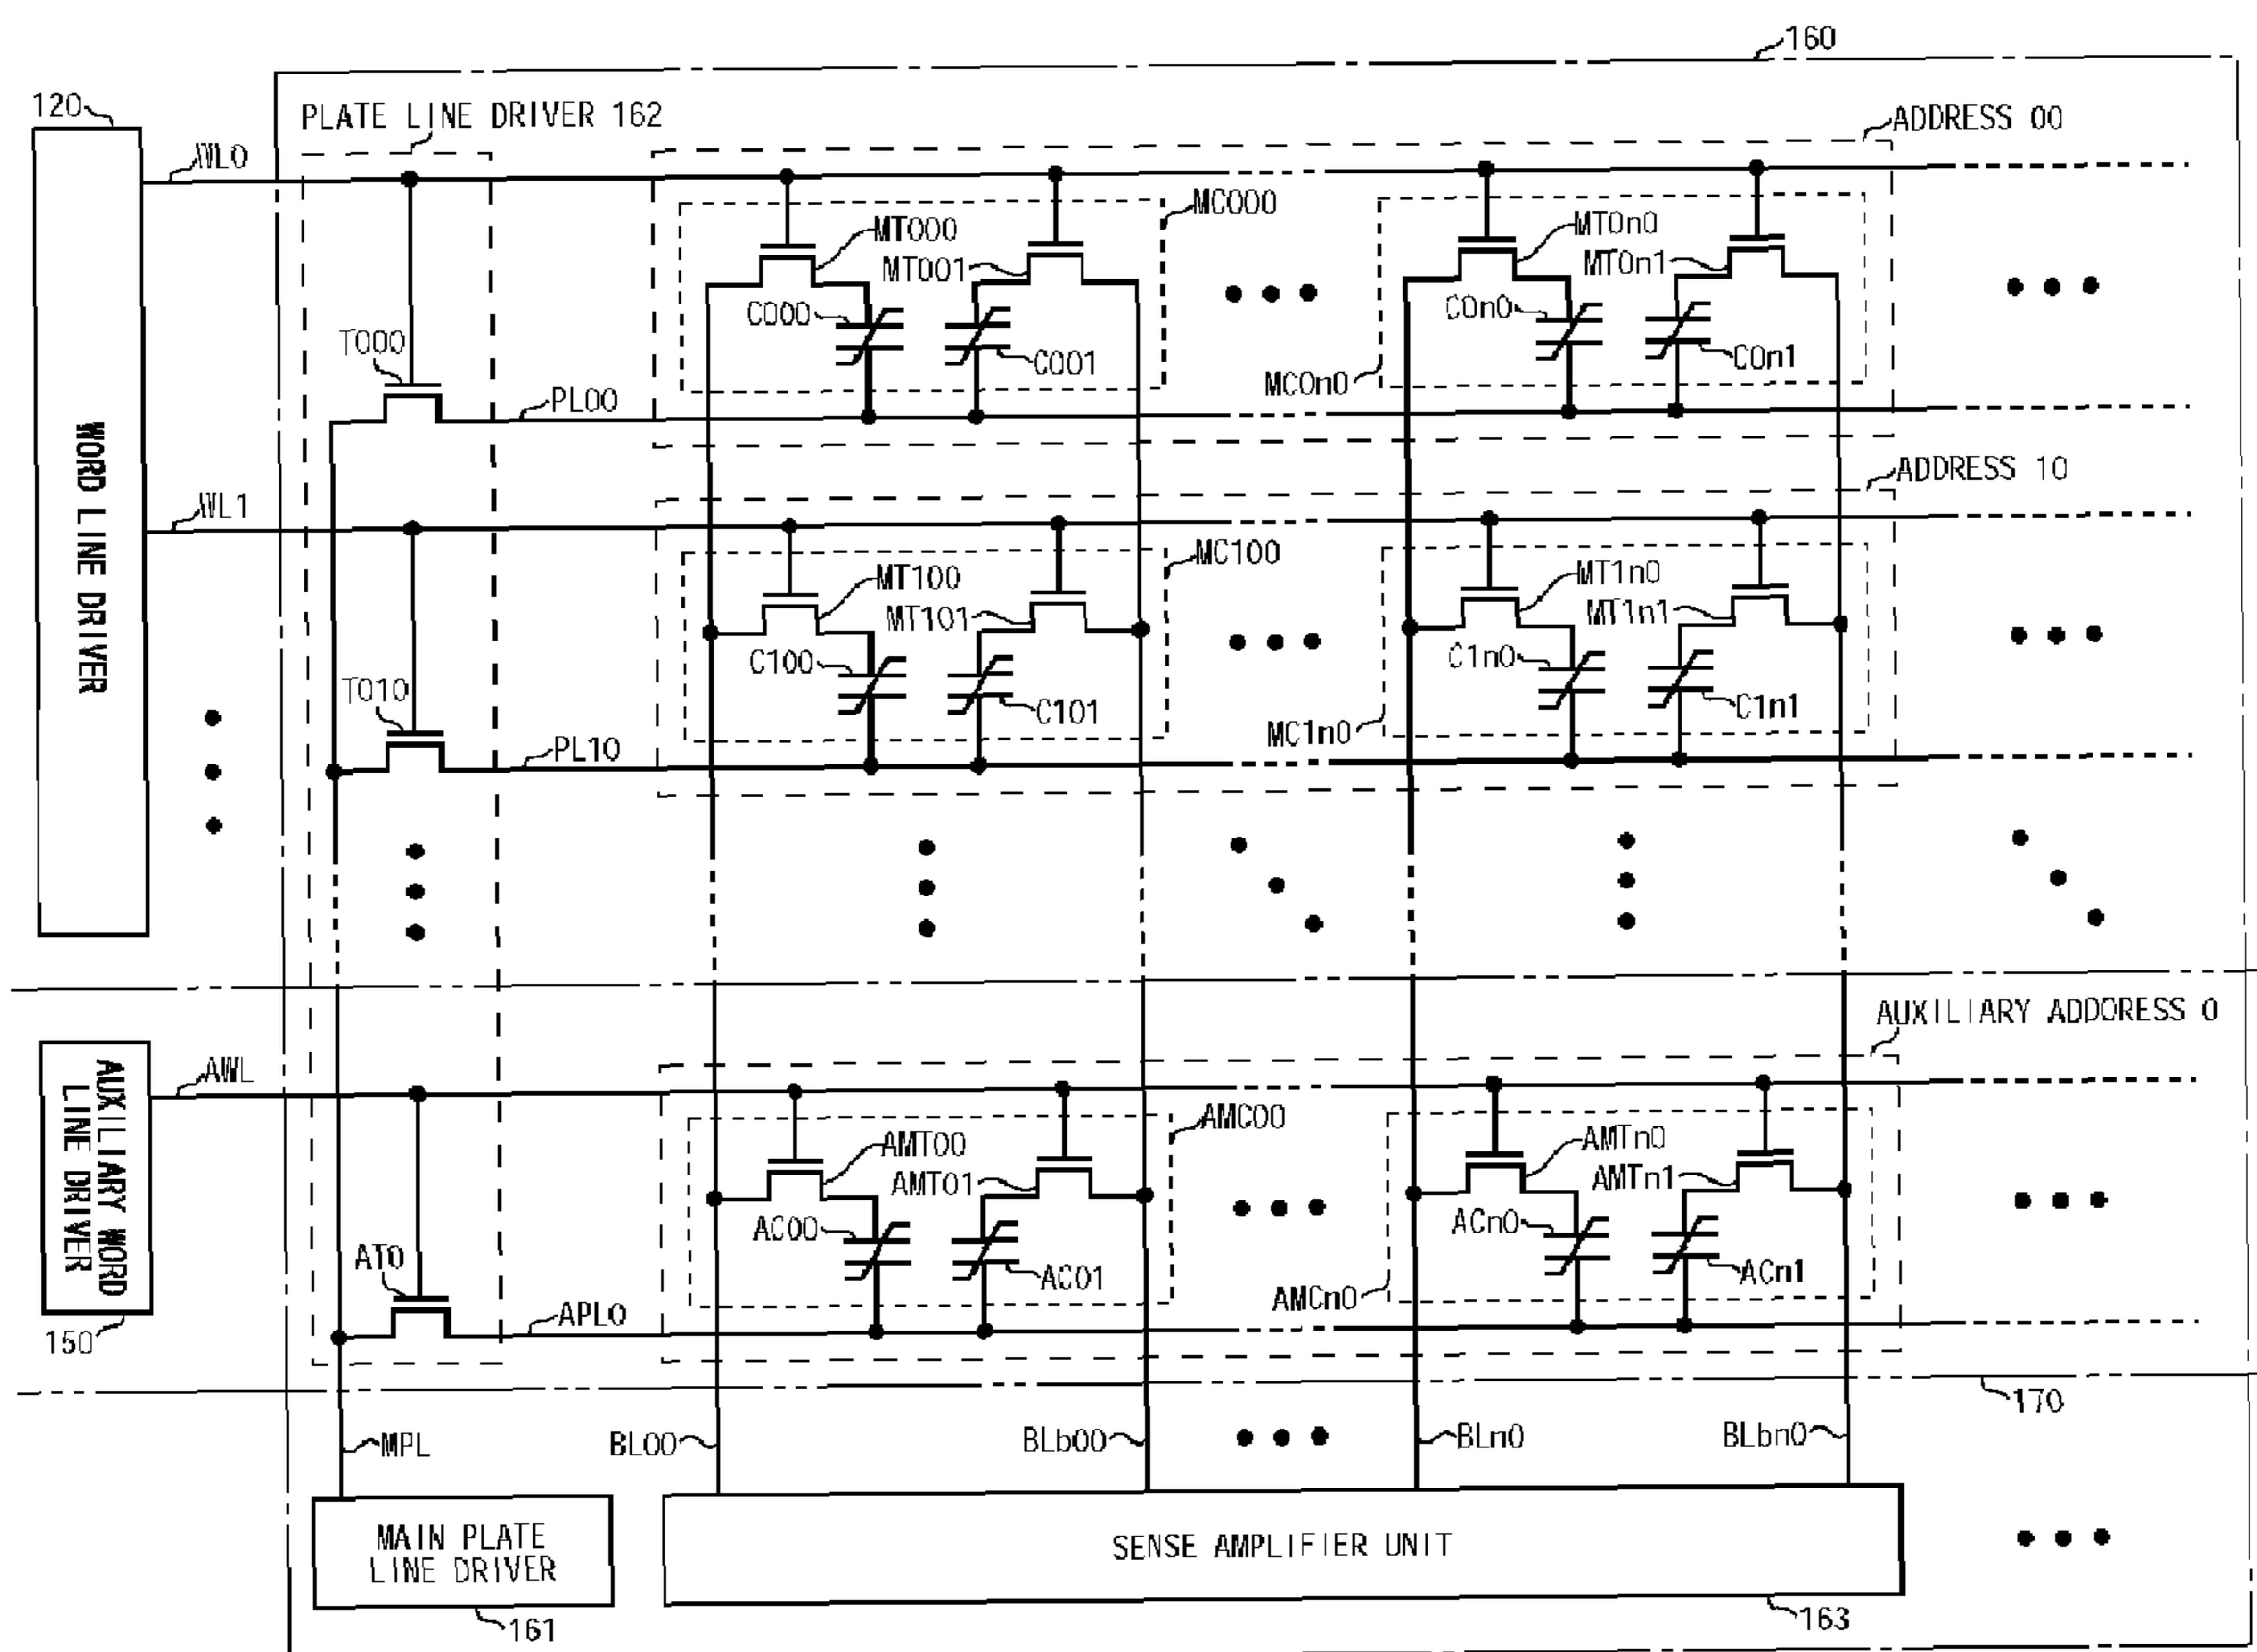 160
120
PLATE LINE DRIVER 162
ADDRESS 00
WL0
MC000
MT000
MT001
MT0n0
MT0n1
C000
C001
C0n0
C0n1
T000
PL00
MC0n0
WORD LINE DRIVER
ADDRESS 10
WL1
MC100
MT100
MT101
MT1n0
MT1n1
C100
C101
C1n0
C1n1
T010
PL10
MC1n0
AUXILIARY ADDORESS 0
AWL
AMC00
AUXILIARY WORD
LINE DRIVER
AMT00
AMT01
AMTn0
AMTn1
AC00
AC01
ACn0
ACn1
AT0
APL0
AMCn0
150
170
MPL
BL00
BLb00
BLn0
BLbn0
MAIN PLATE
LINE DRIVER
SENSE AMPLIFIER UNIT
161
163